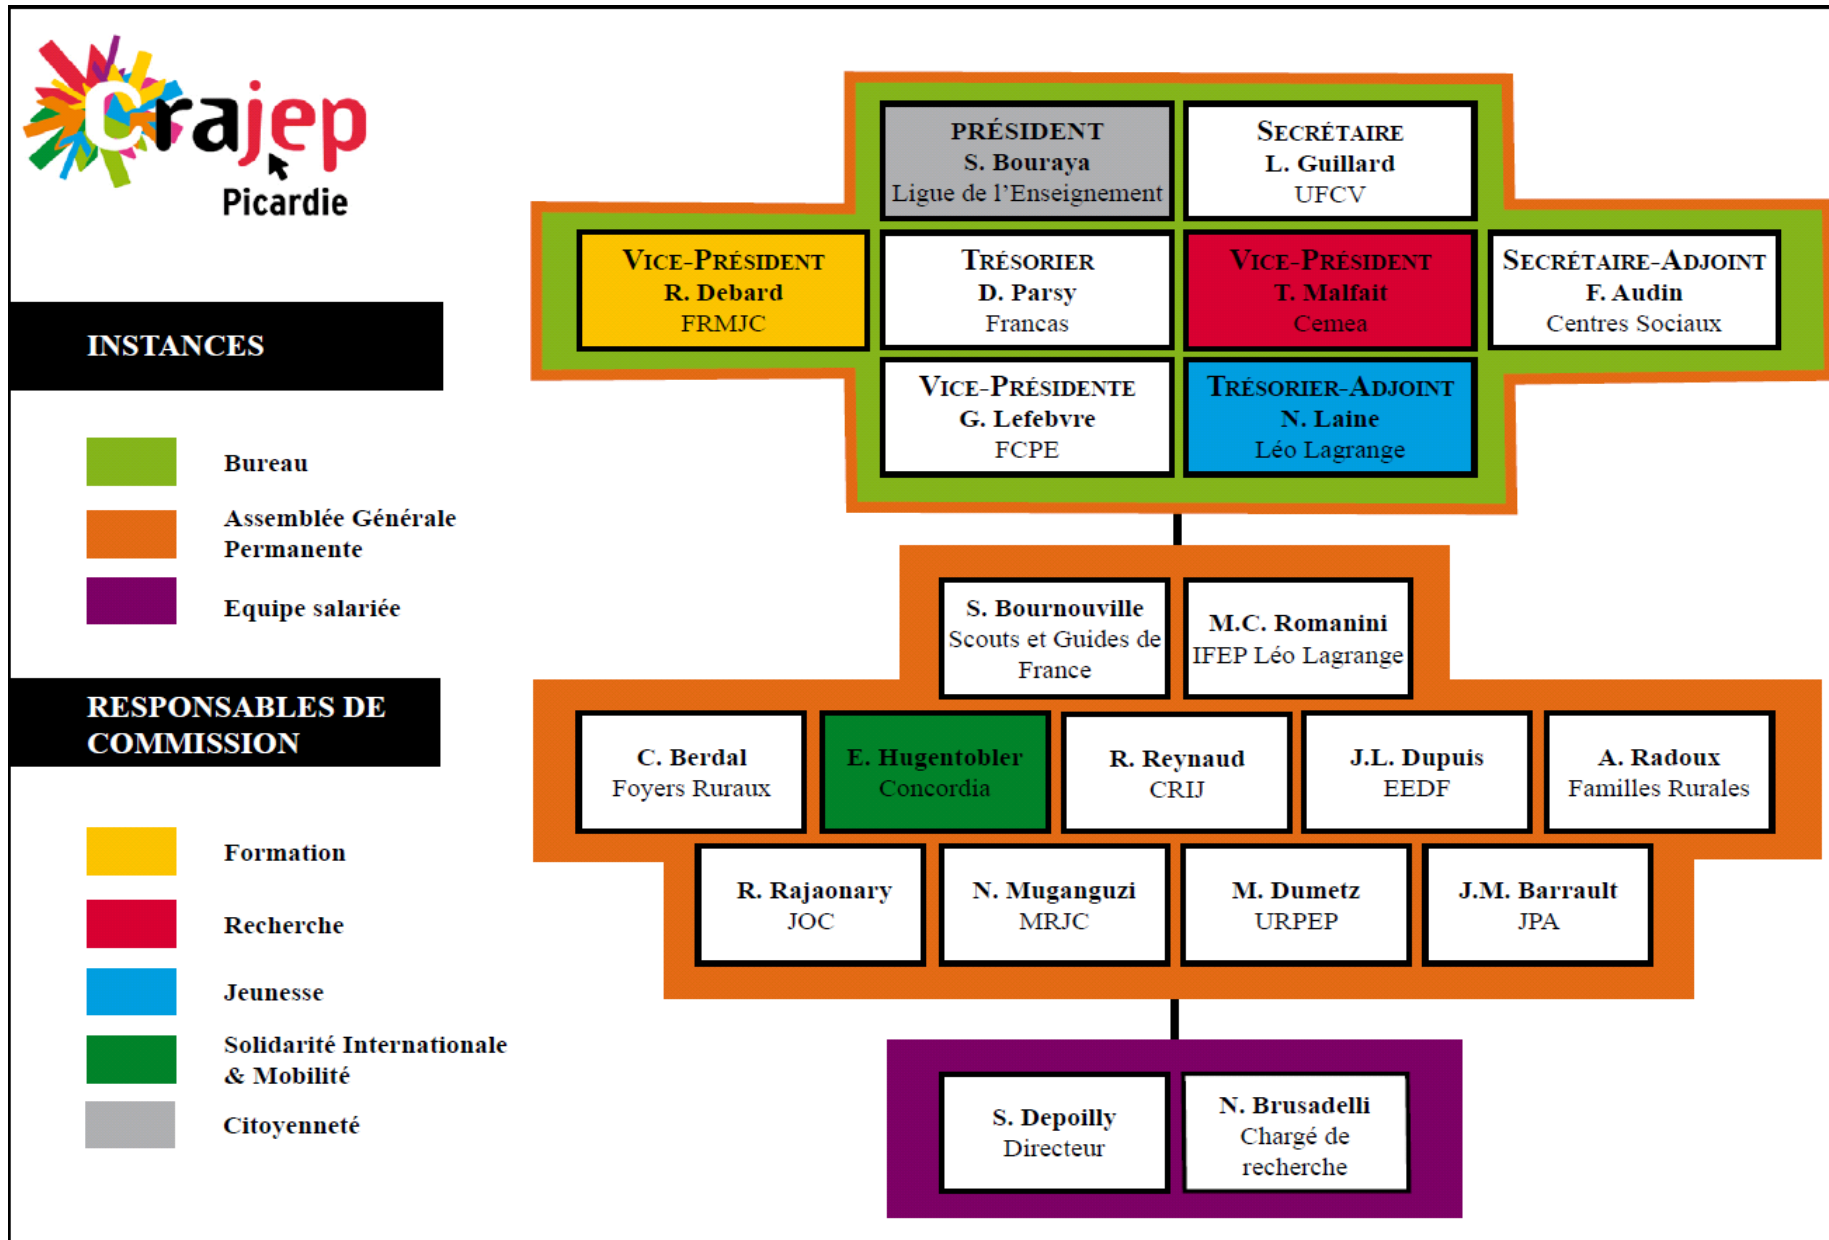 crajep
Picardie
INSTANCES
Bureau
Assemblée Générale
Permanente
Equipe salariée
RESPONSABLES DE
COMMISSION
Formation
Recherche
Jeunesse
Solidarité Internationale
& Mobilité
Citoyenneté
PRÉSIDENT
S. Bouraya
Ligue de l'Enseignement
SECRÉTAIRE
L. Guillard
UFCV
VICE-PRÉSIDENT
R. Debard
FRMJC
TRÉSORIER
D. Parsy
Francas
VICE-PRÉSIDENT
T. Malfait
Cemea
SECRÉTAIRE-ADJOINT
F. Audin
Centres Sociaux
VICE-PRÉSIDENTE
G. Lefebvre
FCPE
TRÉSORIER-ADJOINT
N. Laine
Léo Lagrange
S. Bournouville
Scouts et Guides de
France
M.C. Romanini
IFEP Léo Lagrange
C. Berdal
Foyers Ruraux
E. Hugentobler
Concordia
R. Reynaud
CRIJ
J.L. Dupuis
EEDF
A. Radoux
Familles Rurales
R. Rajaonary
JOC
N. Muganguzi
MRJC
M. Dumetz
URPEP
J.M. Barrault
JPA
S. Depoilly
Directeur
N. Brusadelli
Chargé de
recherche